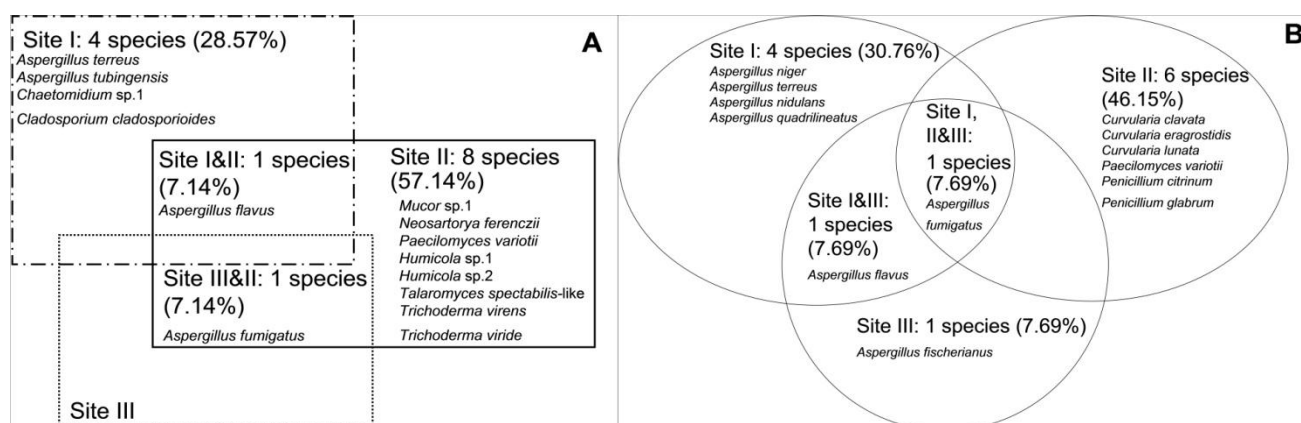 A
Site I: 4 species (28.57%)
Aspergillus terreus
Aspergillus tubingensis
Chaetomidium sp.1
Cladosporium cladosporioides
Site I&II: 1 species
(7.14%)
Aspergillus flavus
Site II: 8 species
(57.14%)
Mucor sp.1
Neosartorya ferenczii
Paecilomyces variotii
Humicola sp.1
Humicola sp.2
Talaromyces spectabilis-like
Trichoderma virens
Trichoderma viride
Site III&II: 1 species
(7.14%)
Aspergillus fumigatus
Site III
B
Site I: 4 species (30.76%)
Aspergillus niger
Aspergillus terreus
Aspergillus nidulans
Aspergillus quadrilineatus
Site II: 6 species
(46.15%)
Curvularia clavata
Curvularia eragrostidis
Curvularia lunata
Paecilomyces variotii
Penicillium citrinum
Penicillium glabrum
Site I,
II&III:
1 species
(7.69%)
Aspergillus
fumigatus
Site I&III:
1 species
(7.69%)
Aspergillus flavus
Site III: 1 species (7.69%)
Aspergillus fischerianus